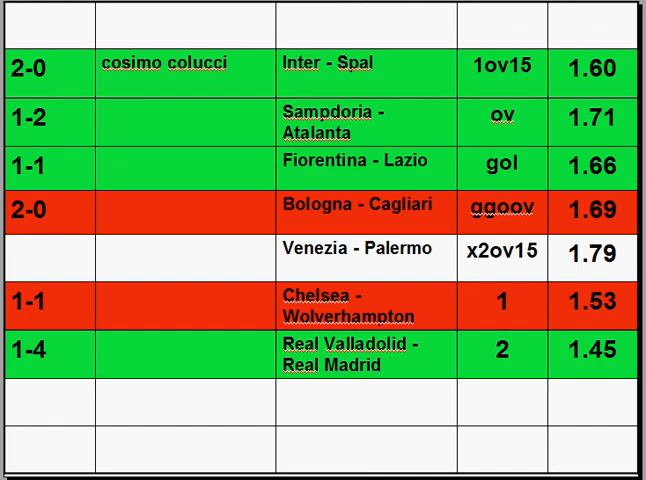 2-0 cosimo colucci Inter - Spal 1ov15 1.60
1-2 Sampdoria - ov 1.71
Atalanta
1-1 Fiorentina - Lazio gol 1.66
2-0 Bologna - Cagliari ggoov 1.69
Venezia - Palermo x2ov15 1.79
1-1 Chelsea - 1 1.53
Wolverhampton
1-4 Real Valladolid - 2 1.45
Real Madrid